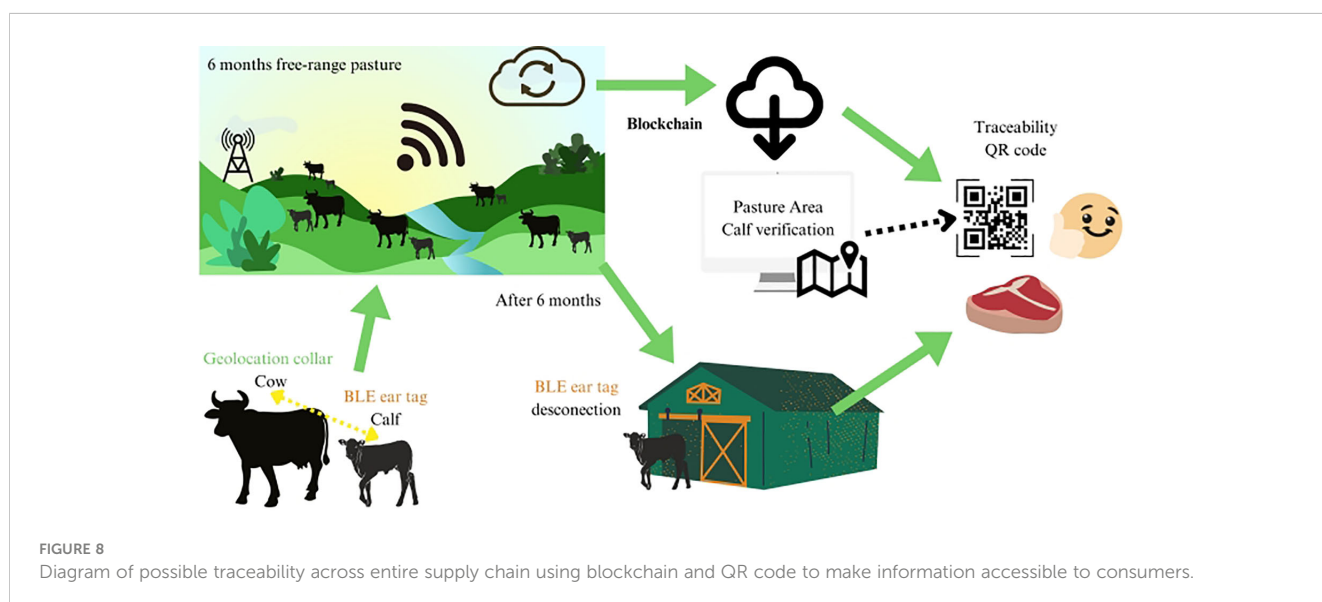 6 months free-range pasture
Blockchain
Traceability
QR code
Pasture Area
Calf verification
After 6 months
Geolocation collar
Cow
BLE ear tag
Calf
BLE ear tag
desconection
FIGURE 8
Diagram of possible traceability across entire supply chain using blockchain and QR code to make information accessible to consumers.